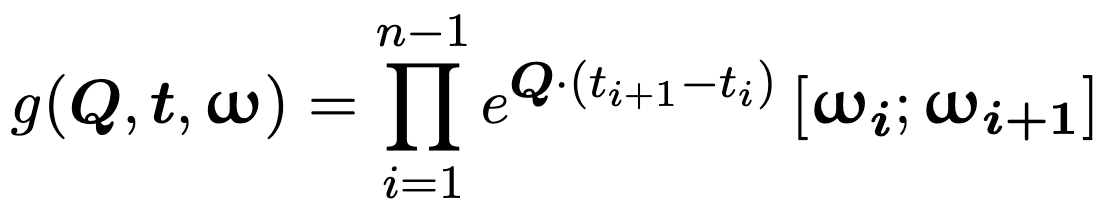 g(Q, t, ω) = ∏_{i=1}^{n−1} e^{Q·(t_{i+1}−t_i)} [ω_i; ω_{i+1}]